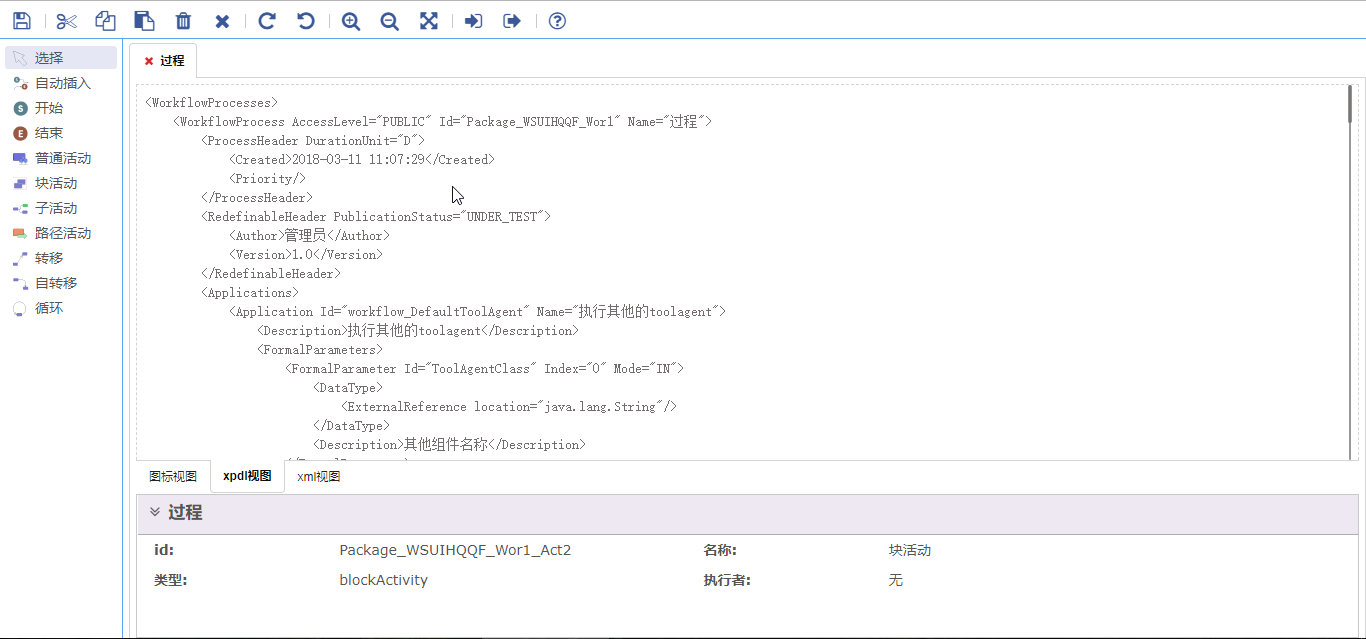 选择
自动插入
开始
结束
普通活动
块活动
子活动
路径活动
转移
自转移
循环
过程
<WorkflowProcesses>
<WorkflowProcess AccessLevel="PUBLIC" Id="Package_WSUIHQQF_Wor1" Name="过程">
<ProcessHeader DurationUnit="D">
<Created>2018-03-11 11:07:29</Created>
<Priority/>
</ProcessHeader>
<RedefinableHeader PublicationStatus="UNDER_TEST">
<Author>管理员</Author>
<Version>1.0</Version>
</RedefinableHeader>
<Applications>
<Application Id="workflow_DefaultToolAgent" Name="执行其他的toolagent">
<Description>执行其他的toolagent</Description>
<FormalParameters>
<FormalParameter Id="ToolAgentClass" Index="0" Mode="IN">
<DataType>
<ExternalReference location="java.lang.String"/>
</DataType>
<Description>其他组件名称</Description>
图标视图 xpdl视图 xml视图
过程
id: Package_WSUIHQQF_Wor1_Act2 名称: 块活动
类型: blockActivity 执行者: 无